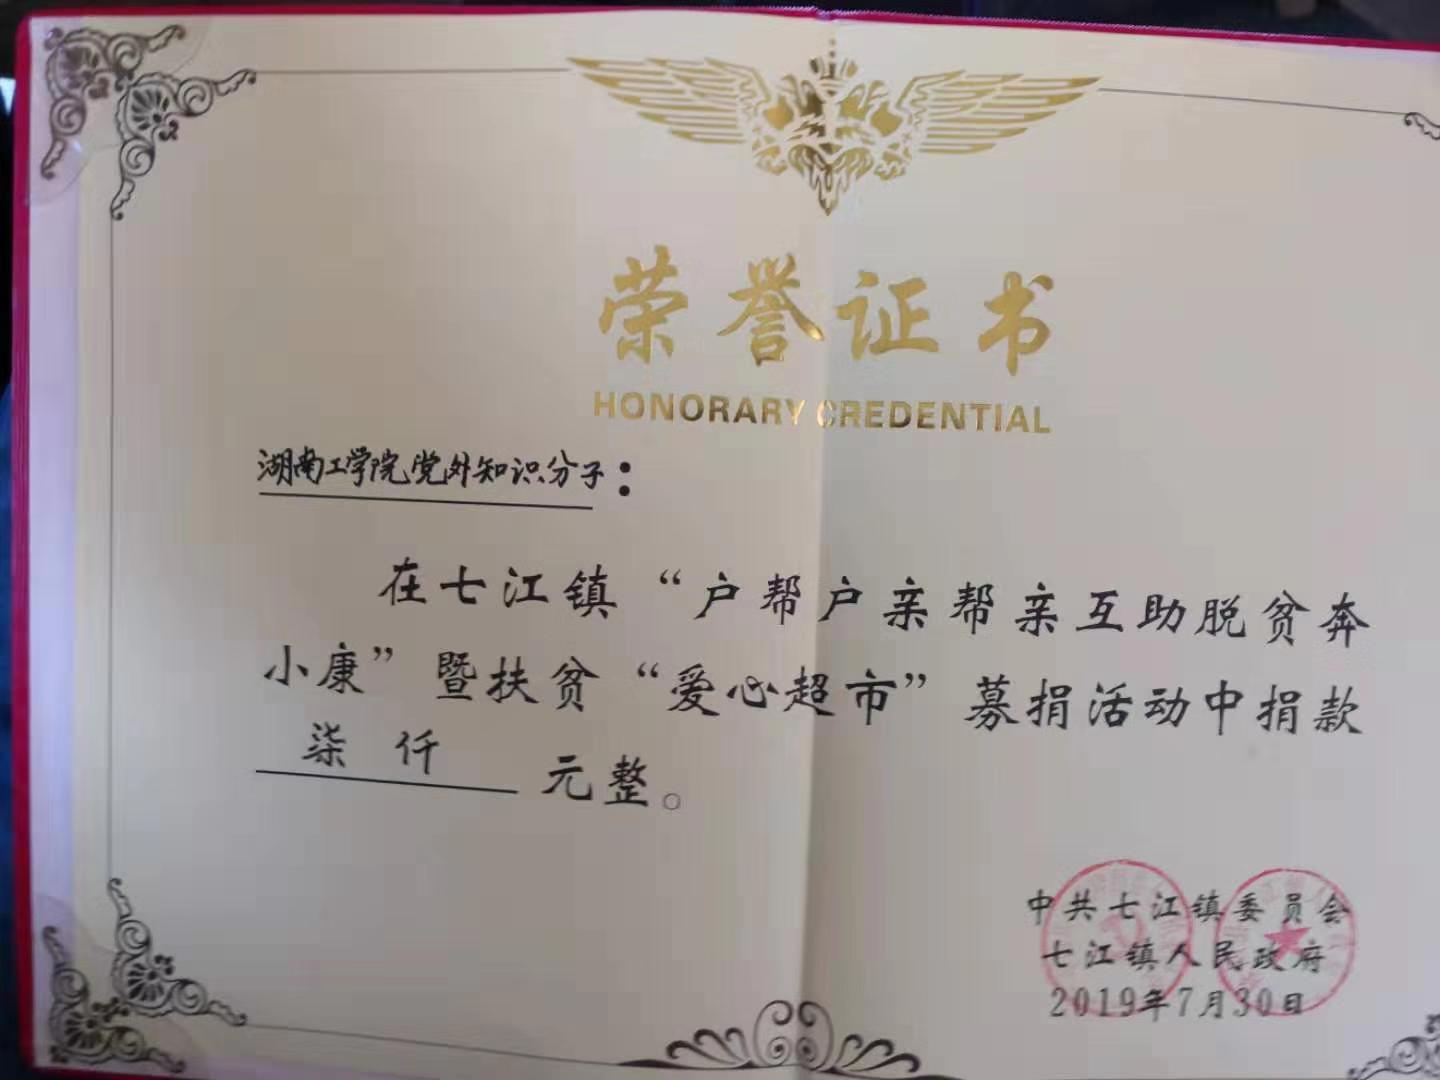 荣誉证书
HONORARY CREDENTIAL
湖南工学院党外知识分子：
在七江镇“户帮户亲帮亲互助脱贫奔
小康”暨扶贫“爱心超市”募捐活动中捐款
柒仟元整。
中共七江镇委员会
七江镇人民政府
2019年7月30日